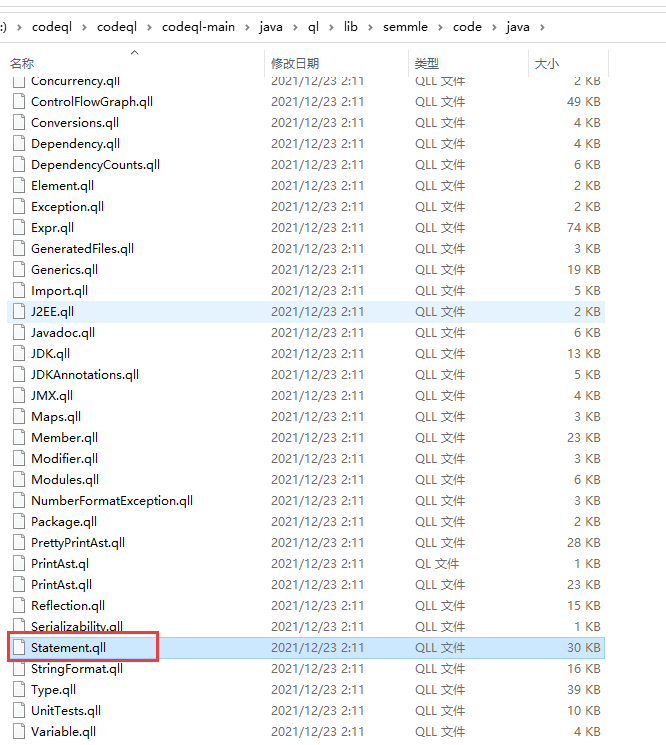 :) › codeql › codeql › codeql-main › java › ql › lib › semmle › code › java ›
名称 修改日期 类型 大小
Concurrency.qll 2021/12/23 2:11 QLL 文件 2 KB
ControlFlowGraph.qll 2021/12/23 2:11 QLL 文件 49 KB
Conversions.qll 2021/12/23 2:11 QLL 文件 4 KB
Dependency.qll 2021/12/23 2:11 QLL 文件 4 KB
DependencyCounts.qll 2021/12/23 2:11 QLL 文件 6 KB
Element.qll 2021/12/23 2:11 QLL 文件 2 KB
Exception.qll 2021/12/23 2:11 QLL 文件 2 KB
Expr.qll 2021/12/23 2:11 QLL 文件 74 KB
GeneratedFiles.qll 2021/12/23 2:11 QLL 文件 3 KB
Generics.qll 2021/12/23 2:11 QLL 文件 19 KB
Import.qll 2021/12/23 2:11 QLL 文件 5 KB
J2EE.qll 2021/12/23 2:11 QLL 文件 2 KB
Javadoc.qll 2021/12/23 2:11 QLL 文件 6 KB
JDK.qll 2021/12/23 2:11 QLL 文件 13 KB
JDKAnnotations.qll 2021/12/23 2:11 QLL 文件 5 KB
JMX.qll 2021/12/23 2:11 QLL 文件 4 KB
Maps.qll 2021/12/23 2:11 QLL 文件 3 KB
Member.qll 2021/12/23 2:11 QLL 文件 23 KB
Modifier.qll 2021/12/23 2:11 QLL 文件 3 KB
Modules.qll 2021/12/23 2:11 QLL 文件 6 KB
NumberFormatException.qll 2021/12/23 2:11 QLL 文件 3 KB
Package.qll 2021/12/23 2:11 QLL 文件 2 KB
PrettyPrintAst.qll 2021/12/23 2:11 QLL 文件 28 KB
PrintAst.ql 2021/12/23 2:11 QL 文件 1 KB
PrintAst.qll 2021/12/23 2:11 QLL 文件 23 KB
Reflection.qll 2021/12/23 2:11 QLL 文件 15 KB
Serializability.qll 2021/12/23 2:11 QLL 文件 1 KB
Statement.qll 2021/12/23 2:11 QLL 文件 30 KB
StringFormat.qll 2021/12/23 2:11 QLL 文件 16 KB
Type.qll 2021/12/23 2:11 QLL 文件 39 KB
UnitTests.qll 2021/12/23 2:11 QLL 文件 10 KB
Variable.qll 2021/12/23 2:11 QLL 文件 4 KB